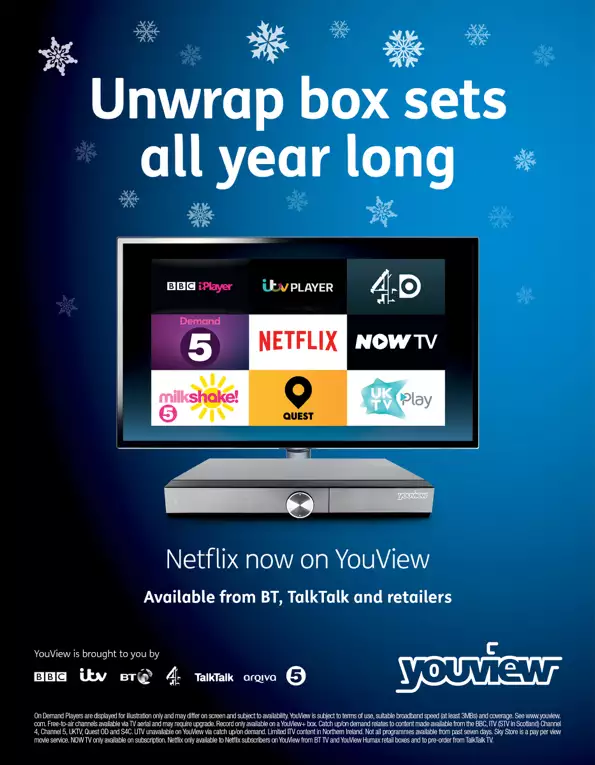 Unwrap box sets
all year long
BBC iPlayer
itv PLAYER
4oD
Demand
5
NETFLIX
NOW TV
milkshake!
5
QUEST
UK
TV Play
youview
Netflix now on YouView
Available from BT, TalkTalk and retailers
YouView is brought to you by
BBC itv BT 4 TalkTalk arqiva 5
youview
On Demand Players are displayed for illustration only and may differ on screen and subject to availability. YouView is subject to terms of use, suitable broadband speed (at least 3MBs) and coverage. See www.youview.
com. Free-to-air channels available via TV aerial and may require upgrade. Record only available on a YouView+ box. Catch up/on demand relates to content made available from the BBC, ITV (STV in Scotland) Channel
4, Channel 5, UKTV, Quest OD and S4C. UTV unavailable on YouView via catch up/on demand. Limited ITV content in Northern Ireland. Not all programmes available from past seven days. Sky Store is a pay per view
movie service. NOW TV only available on subscription. Netflix only available to Netflix subscribers on YouView from BT TV and YouView Humax retail boxes and to pre-order from TalkTalk TV.